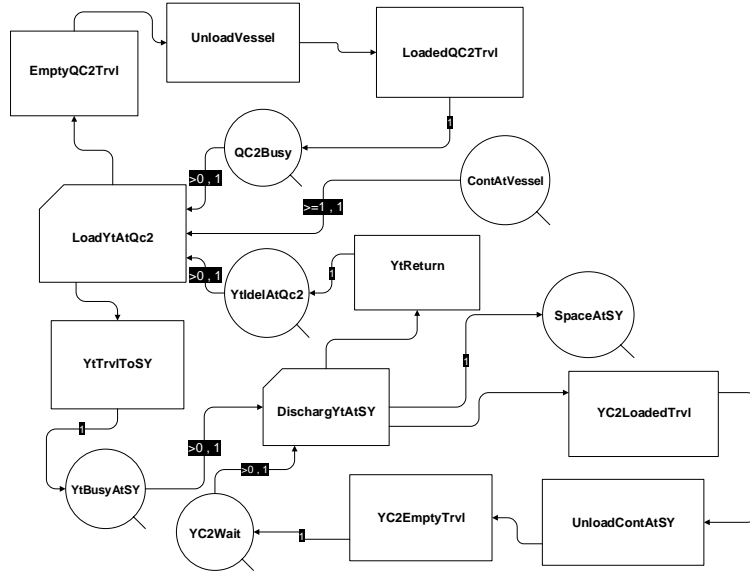 UnloadVessel
EmptyQC2Trvl
LoadedQC2Trvl
1
QC2Busy
ContAtVessel
>0 , 1
>=1 , 1
LoadYtAtQc2
YtReturn
>0 , 1
1
YtIdelAtQc2
SpaceAtSY
YtTrvlToSY
1
DischargYtAtSY
YC2LoadedTrvl
1
>0 , 1
>0 , 1
YtBusyAtSY
YC2Wait
1
YC2EmptyTrvl
UnloadContAtSY